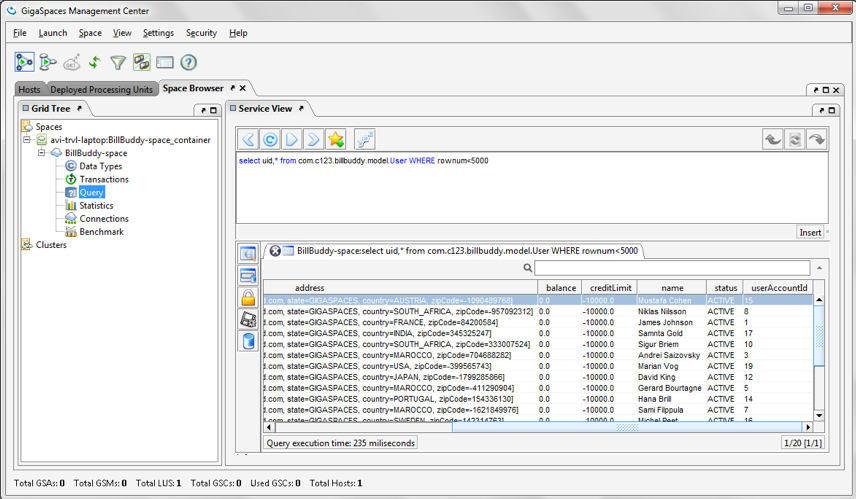 GigaSpaces Management Center
File Launch Space View Settings Security Help
Hosts Deployed Processing Units Space Browser
Grid Tree
Service View
Spaces
avi-trvl-laptop:BillBuddy-space_container
BillBuddy-space
Data Types
Transactions
Query
Statistics
Connections
Benchmark
Clusters
select uid,* from com.c123.billbuddy.model.User WHERE rownum<5000
Insert
BillBuddy-space:select uid,* from com.c123.billbuddy.model.User WHERE rownum<5000
address balance creditLimit name status userAccountId
d.com, state=GIGASPACES, country=AUSTRIA, zipCode=-1090489768] 0.0 -10000.0 Mustafa Cohen ACTIVE 15
d.com, state=GIGASPACES, country=SOUTH_AFRICA, zipCode=-957092312] 0.0 -10000.0 Niklas Nilsson ACTIVE 8
d.com, state=GIGASPACES, country=FRANCE, zipCode=84200584] 0.0 -10000.0 James Johnson ACTIVE 1
d.com, state=GIGASPACES, country=INDIA, zipCode=345325247] 0.0 -10000.0 Samnta Gold ACTIVE 17
d.com, state=GIGASPACES, country=SOUTH_AFRICA, zipCode=333007524] 0.0 -10000.0 Sigur Briem ACTIVE 10
d.com, state=GIGASPACES, country=MAROCCO, zipCode=704688282] 0.0 -10000.0 Andrei Saizovsky ACTIVE 3
d.com, state=GIGASPACES, country=USA, zipCode=-399565743] 0.0 -10000.0 Marian Vog ACTIVE 19
d.com, state=GIGASPACES, country=JAPAN, zipCode=-1799285866] 0.0 -10000.0 David King ACTIVE 12
d.com, state=GIGASPACES, country=MAROCCO, zipCode=-411290904] 0.0 -10000.0 Gerard Bourtagne ACTIVE 5
d.com, state=GIGASPACES, country=PORTUGAL, zipCode=154336130] 0.0 -10000.0 Hana Brill ACTIVE 14
d.com, state=GIGASPACES, country=MAROCCO, zipCode=-1621849976] 0.0 -10000.0 Sami Filppula ACTIVE 7
d.com, state=GIGASPACES, country=SPAIN, zipCode=142314763] 0.0 -10000.0 Michel Peet ACTIVE 16
Query execution time: 235 miliseconds
1/20 [1/1]
Total GSAs: 0 Total GSMs: 0 Total LUS: 1 Total GSCs: 0 Used GSCs: 0 Total Hosts: 1